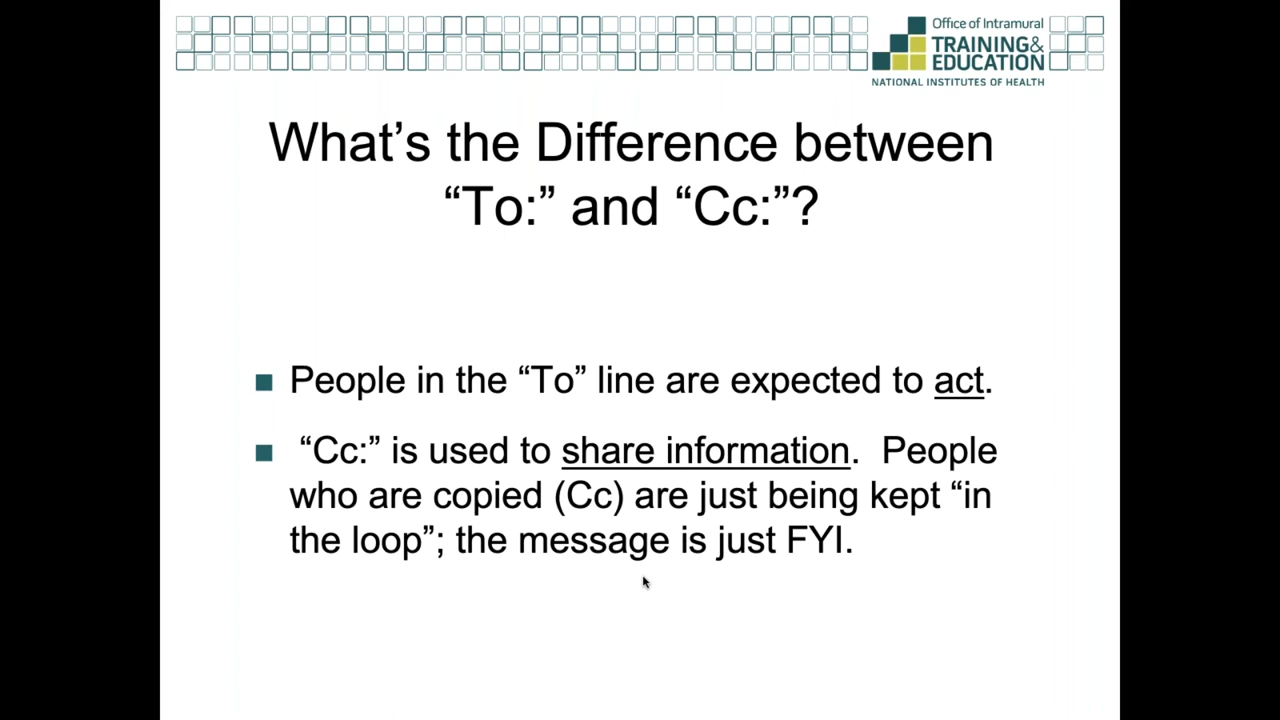 Office of Intramural
TRAINING&
EDUCATION
NATIONAL INSTITUTES OF HEALTH
What’s the Difference between
“To:” and “Cc:”?
People in the “To” line are expected to act.
“Cc:” is used to share information.  People
who are copied (Cc) are just being kept “in
the loop”; the message is just FYI.